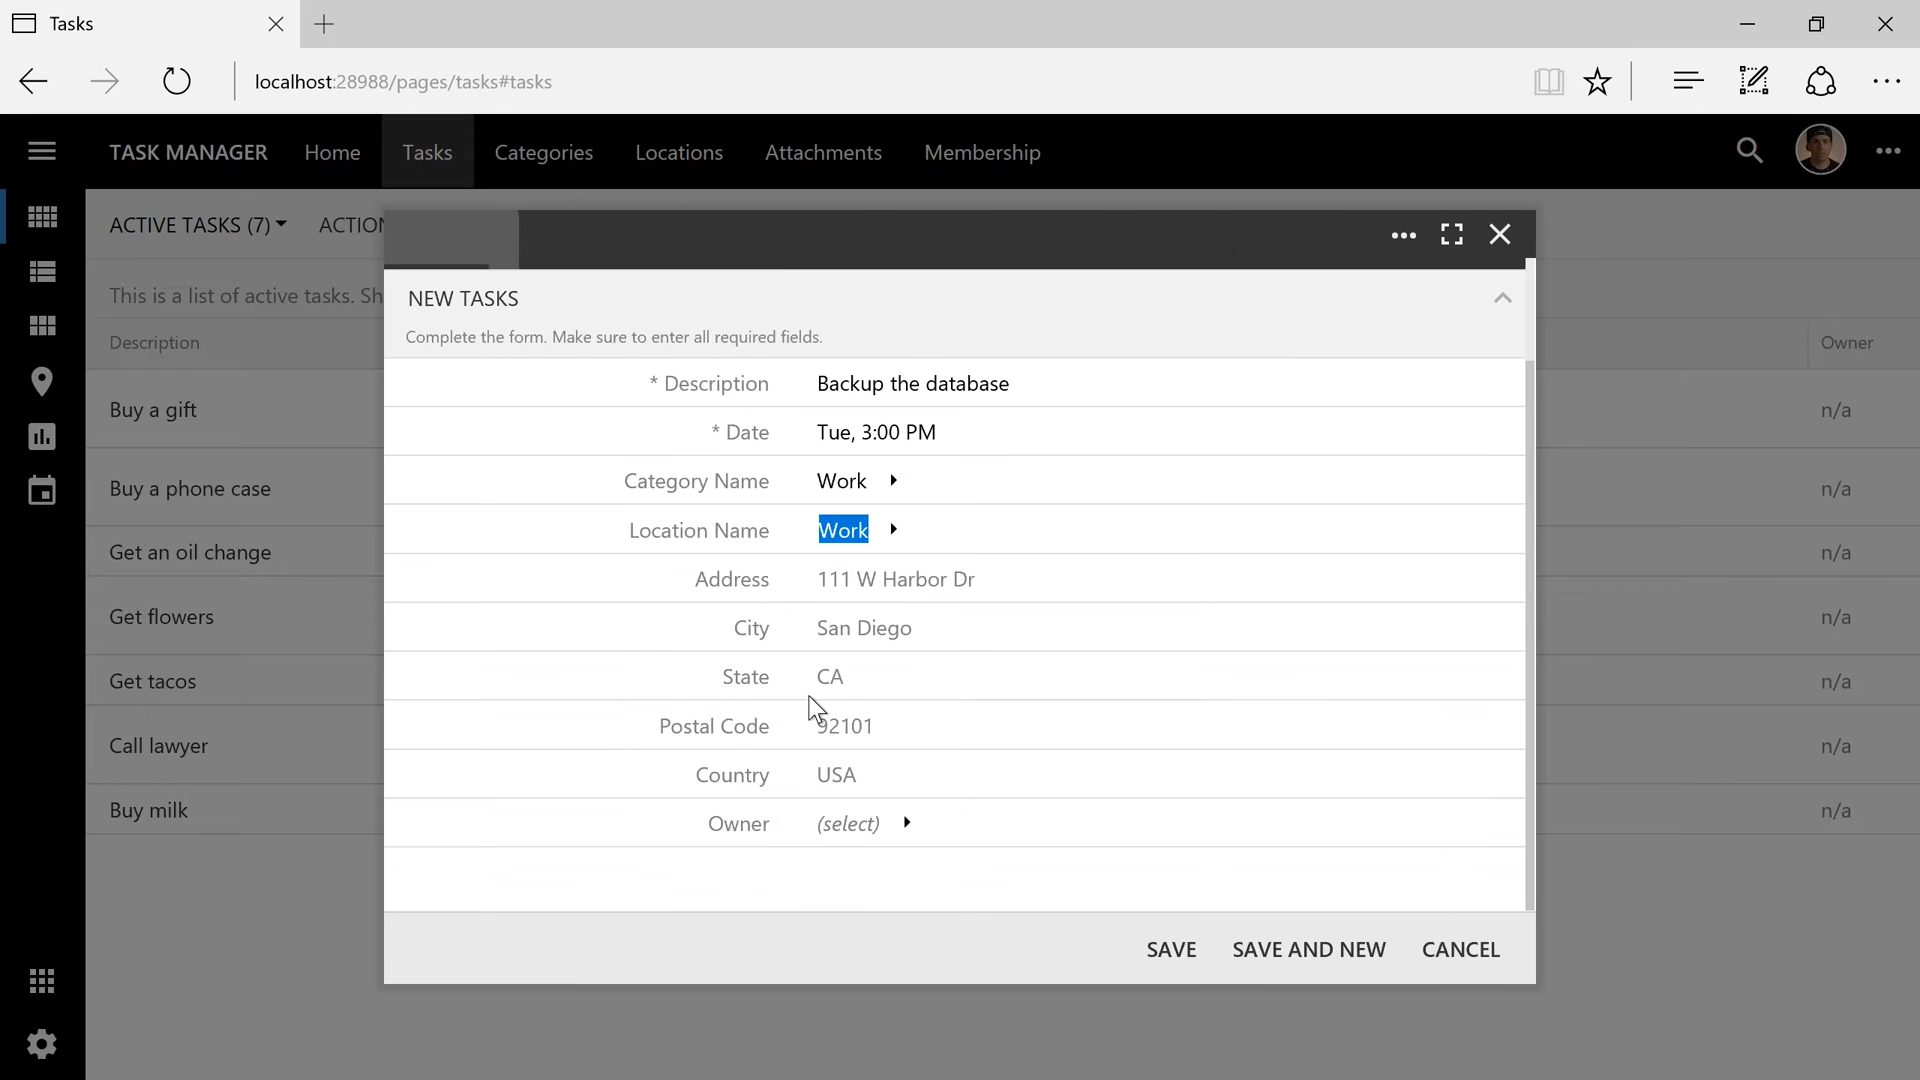 Tasks
localhost:28988/pages/tasks#tasks
TASK MANAGER Home Tasks Categories Locations Attachments Membership
ACTIVE TASKS (7) ACTION
This is a list of active tasks. Sh
Description Owner
Buy a gift n/a
Buy a phone case n/a
Get an oil change n/a
Get flowers n/a
Get tacos n/a
Call lawyer n/a
Buy milk n/a
NEW TASKS
Complete the form. Make sure to enter all required fields.
* Description Backup the database
* Date Tue, 3:00 PM
Category Name Work
Location Name Work
Address 111 W Harbor Dr
City San Diego
State CA
Postal Code 92101
Country USA
Owner (select)
SAVE SAVE AND NEW CANCEL